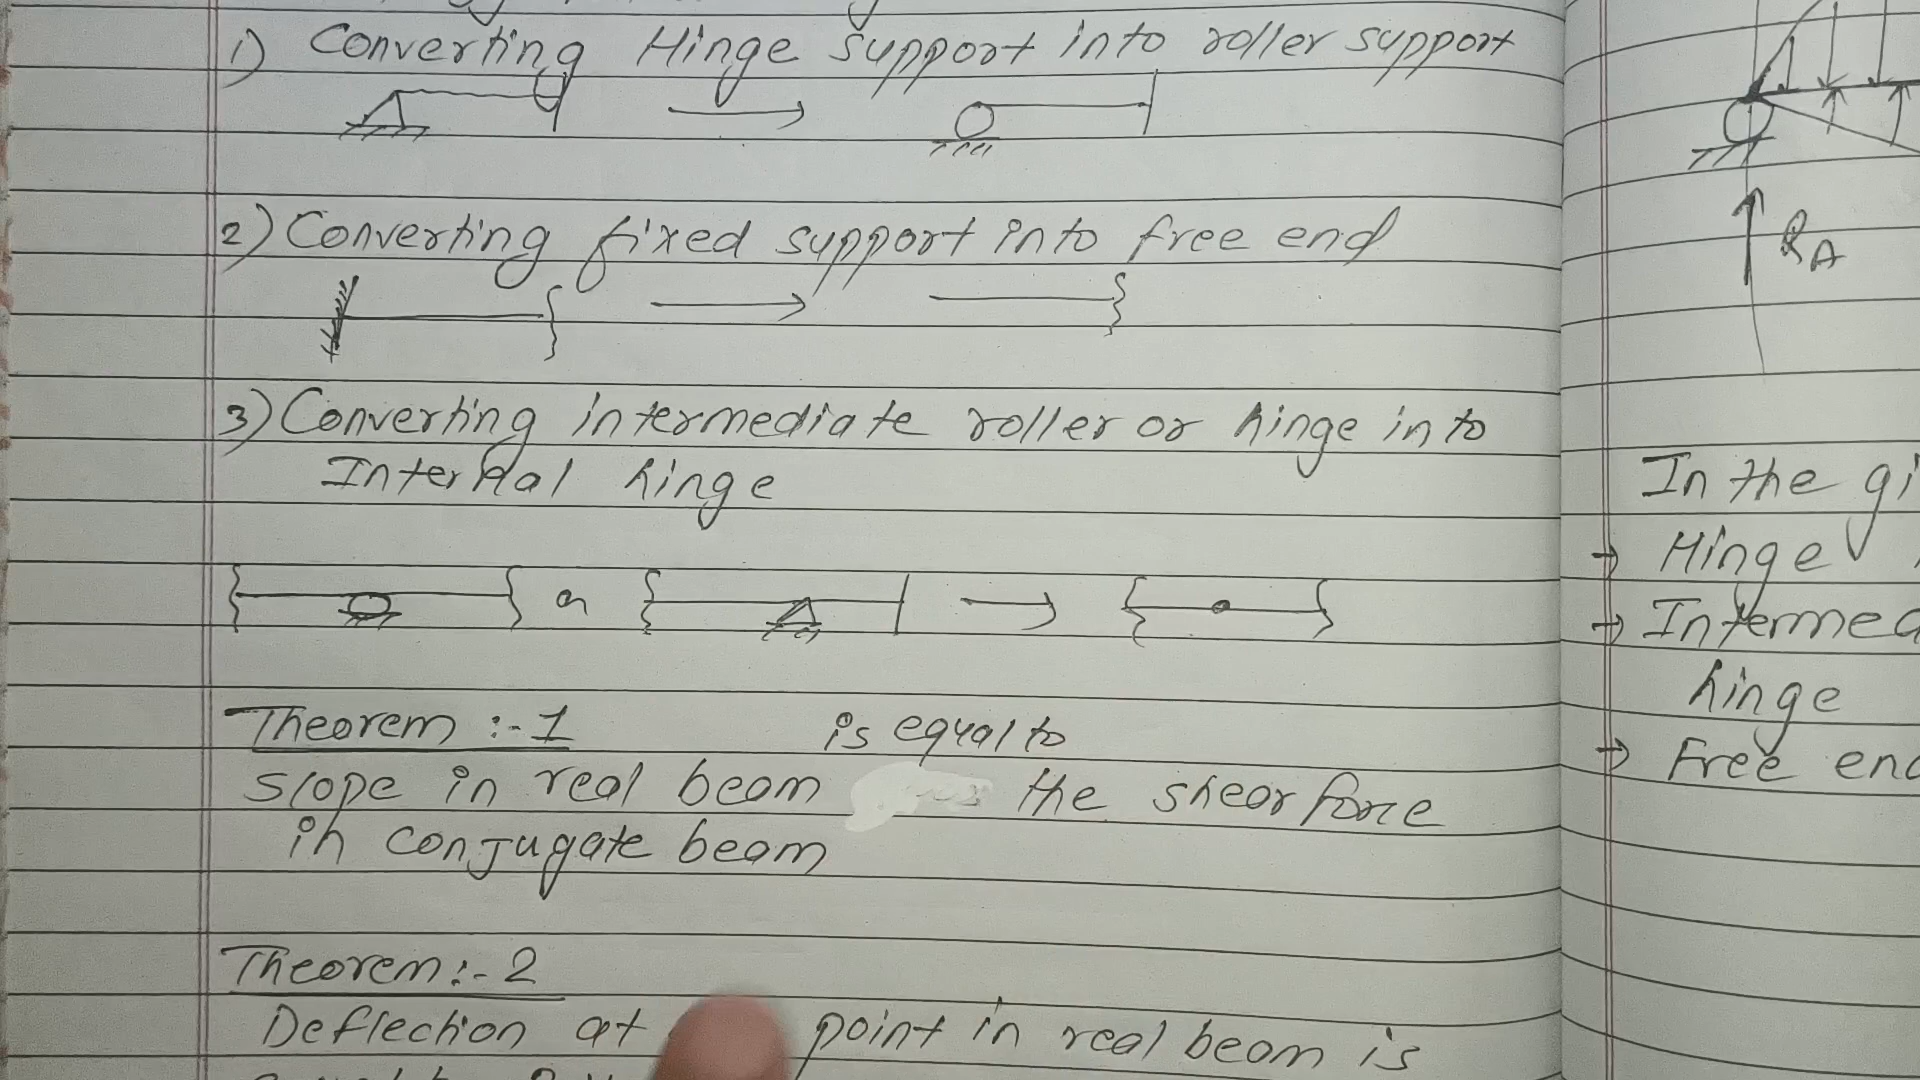 1) Converting Hinge support into roller support
2) Converting fixed support into free end
3) Converting intermediate roller or hinge into
Internal hinge
or
Theorem :- 1
is equal to
slope in real beam the shear force
in conjugate beam
Theorem :- 2
Deflection at point in real beam is
RA
In the gi
→ Hinge
→ Intermed
hinge
→ Free end